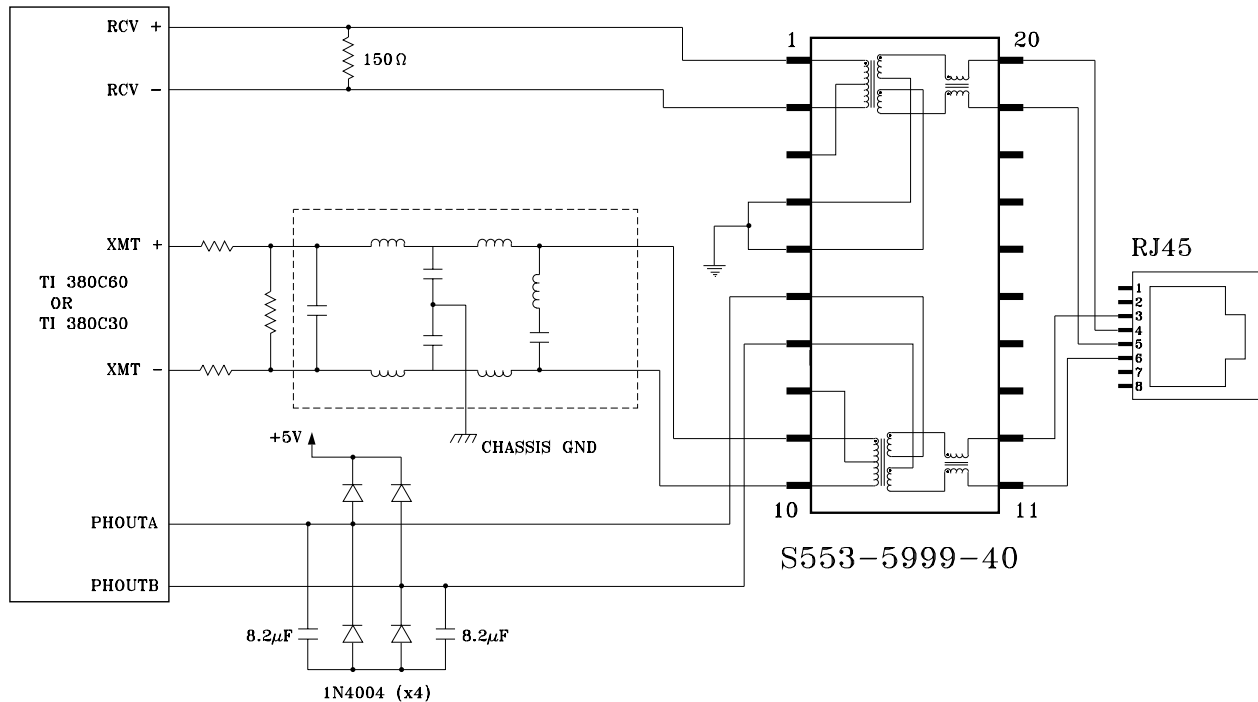 RCV +
150Ω
RCV −
1
20
XMT +
TI 380C60
OR
TI 380C30
XMT −
RJ45
1
2
3
4
5
6
7
8
+5V
CHASSIS GND
10
11
PHOUTA
S553−5999−40
PHOUTB
8.2µF
8.2µF
1N4004 (x4)